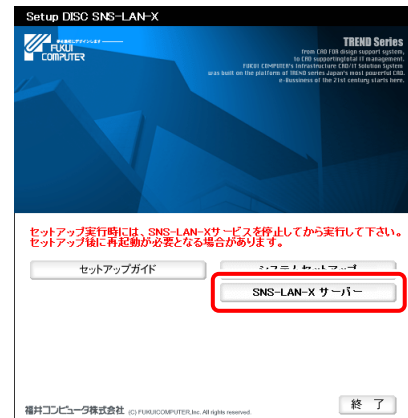 Setup DISC SNS-LAN-X
FUKUI
COMPUTER
TREND Series
from CAD FOR design support system,
to CAD supportingtotal IT management.
FUKUI COMPUTER's Infrastructure CAD/IT Solution System
was built on the platform of TREND series Japan's most powerful CAD.
e-Bussiness of the 21st century starts here.
セットアップ実行時には、SNS-LAN-Xサービスを停止してから実行して下さい。
セットアップ後に再起動が必要となる場合があります。
セットアップガイド
SNS-LAN-X サーバー
福井コンピュータ株式会社 (C) FUKUICOMPUTER,Inc. All rights reserved.
終 了